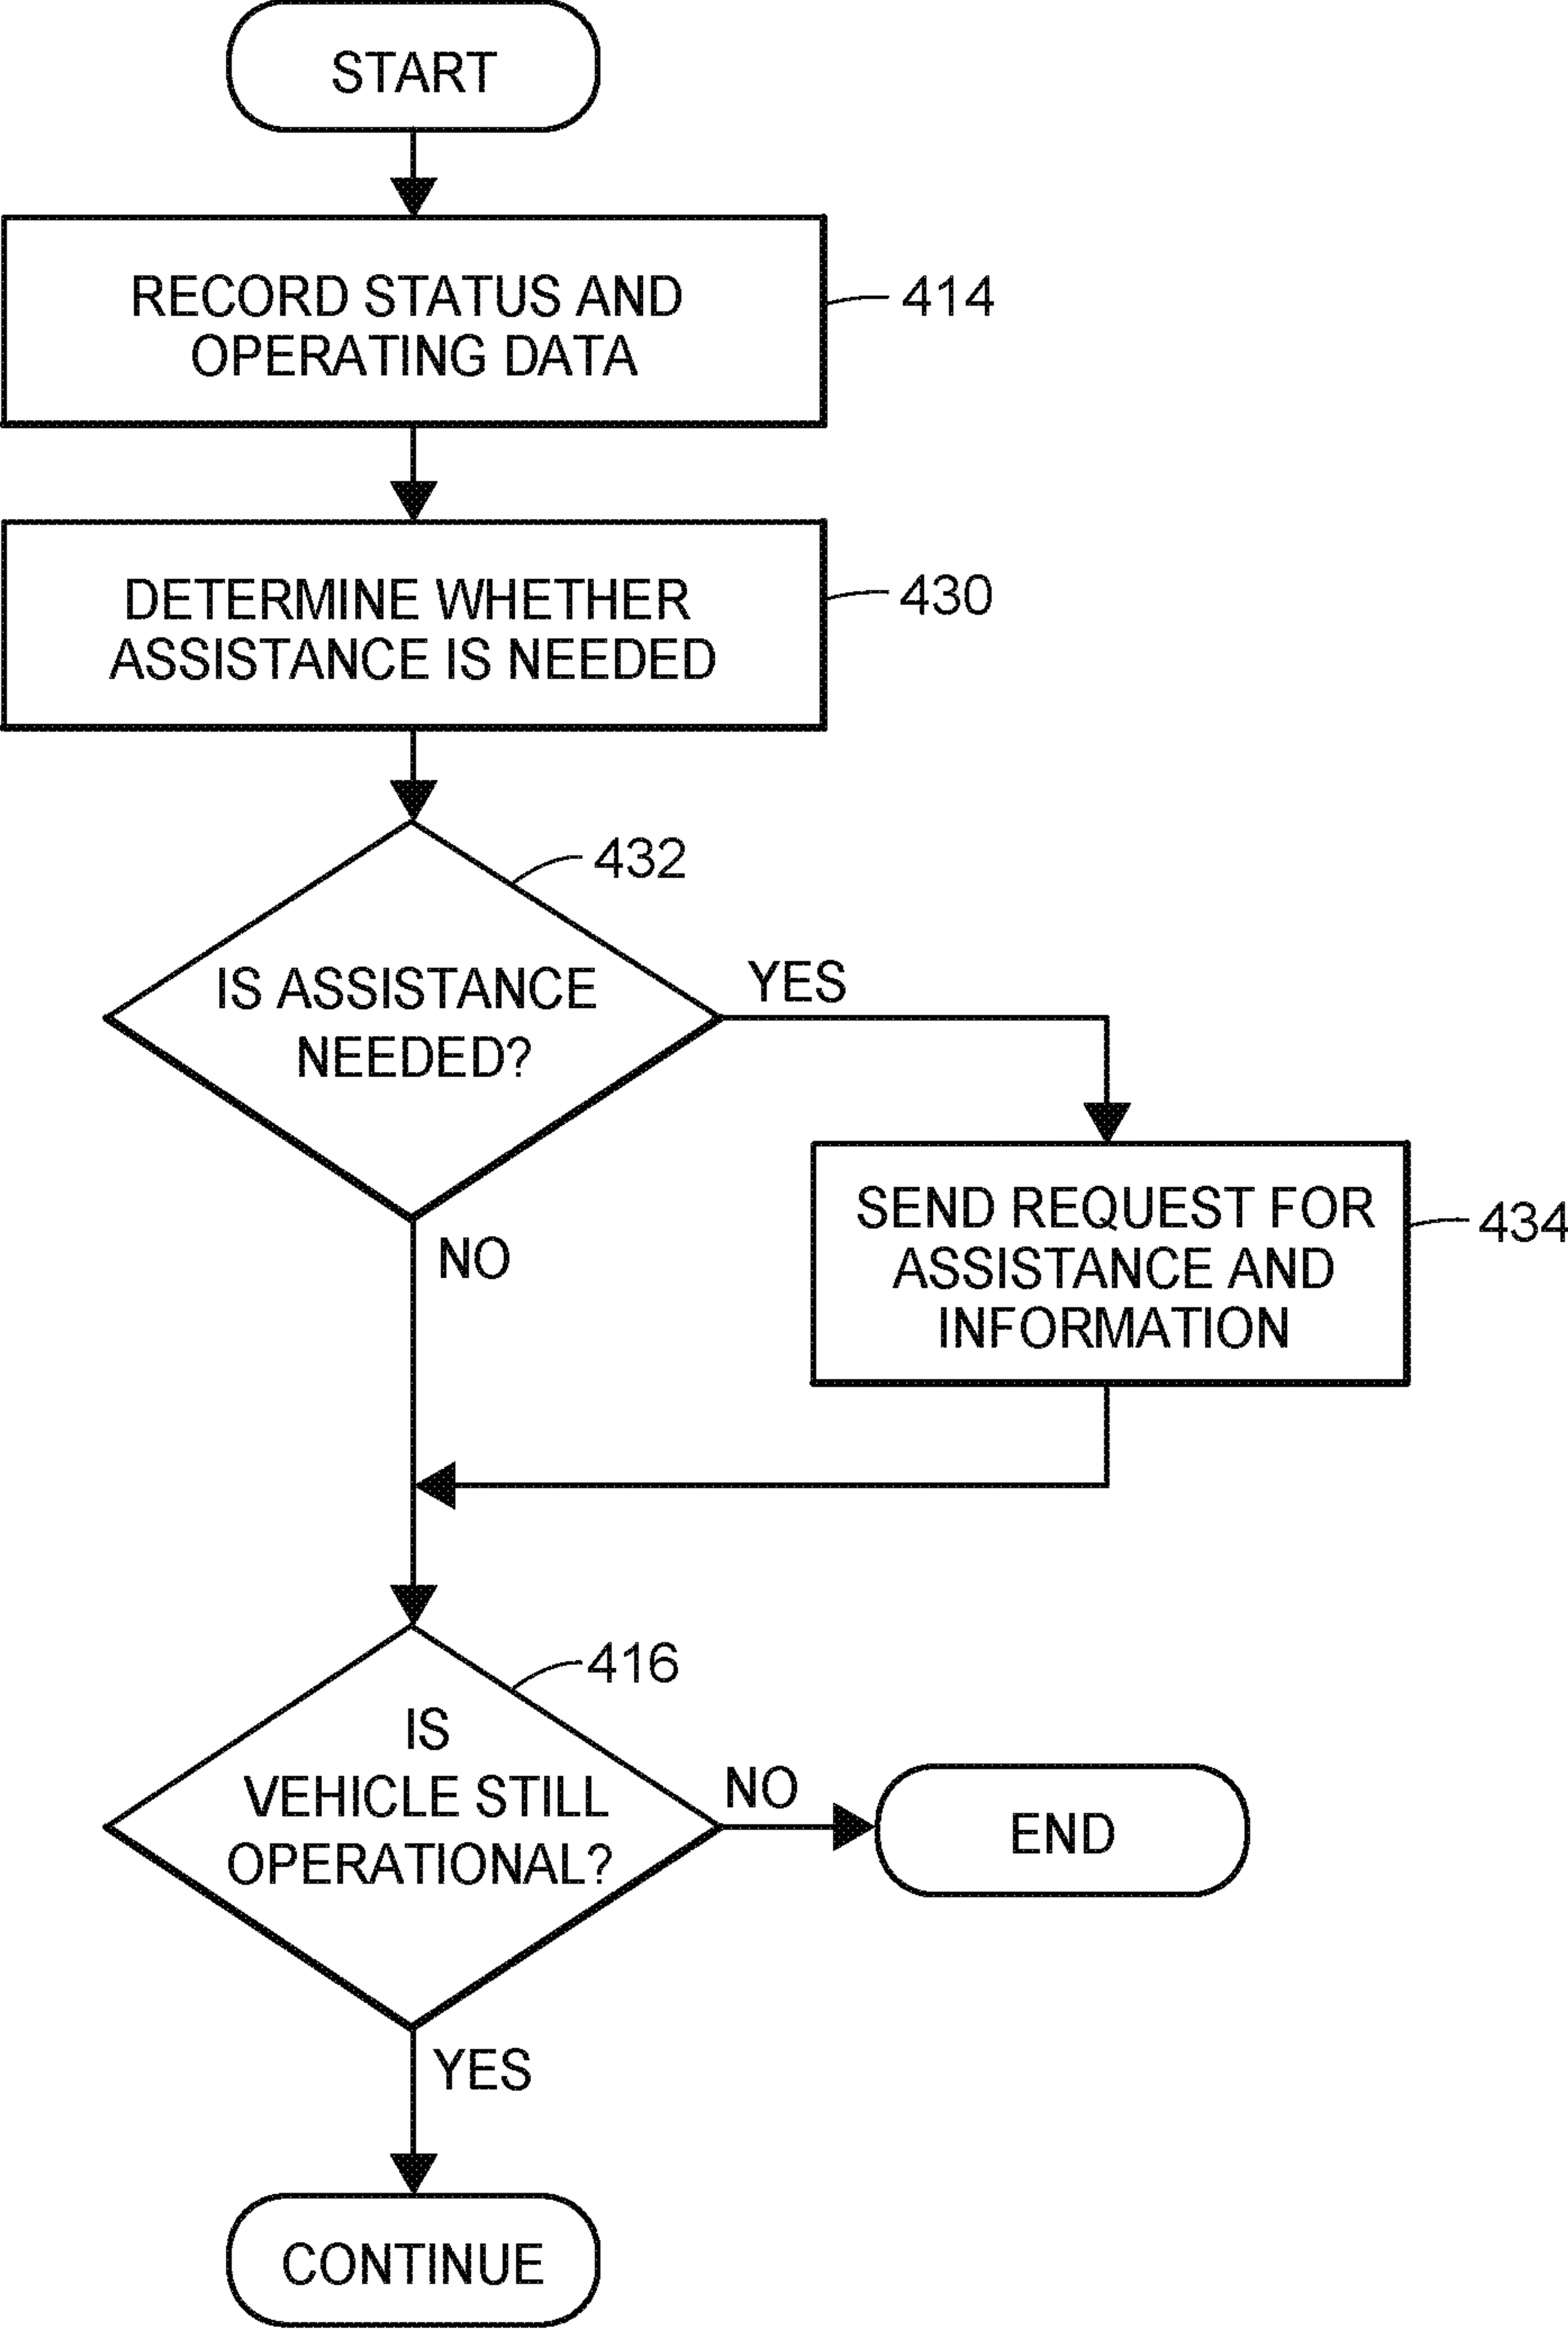 START
RECORD STATUS AND
OPERATING DATA
414
DETERMINE WHETHER
ASSISTANCE IS NEEDED
430
432
IS ASSISTANCE
NEEDED?
YES
NO
SEND REQUEST FOR
ASSISTANCE AND
INFORMATION
434
416
IS
VEHICLE STILL
OPERATIONAL?
NO
END
YES
CONTINUE